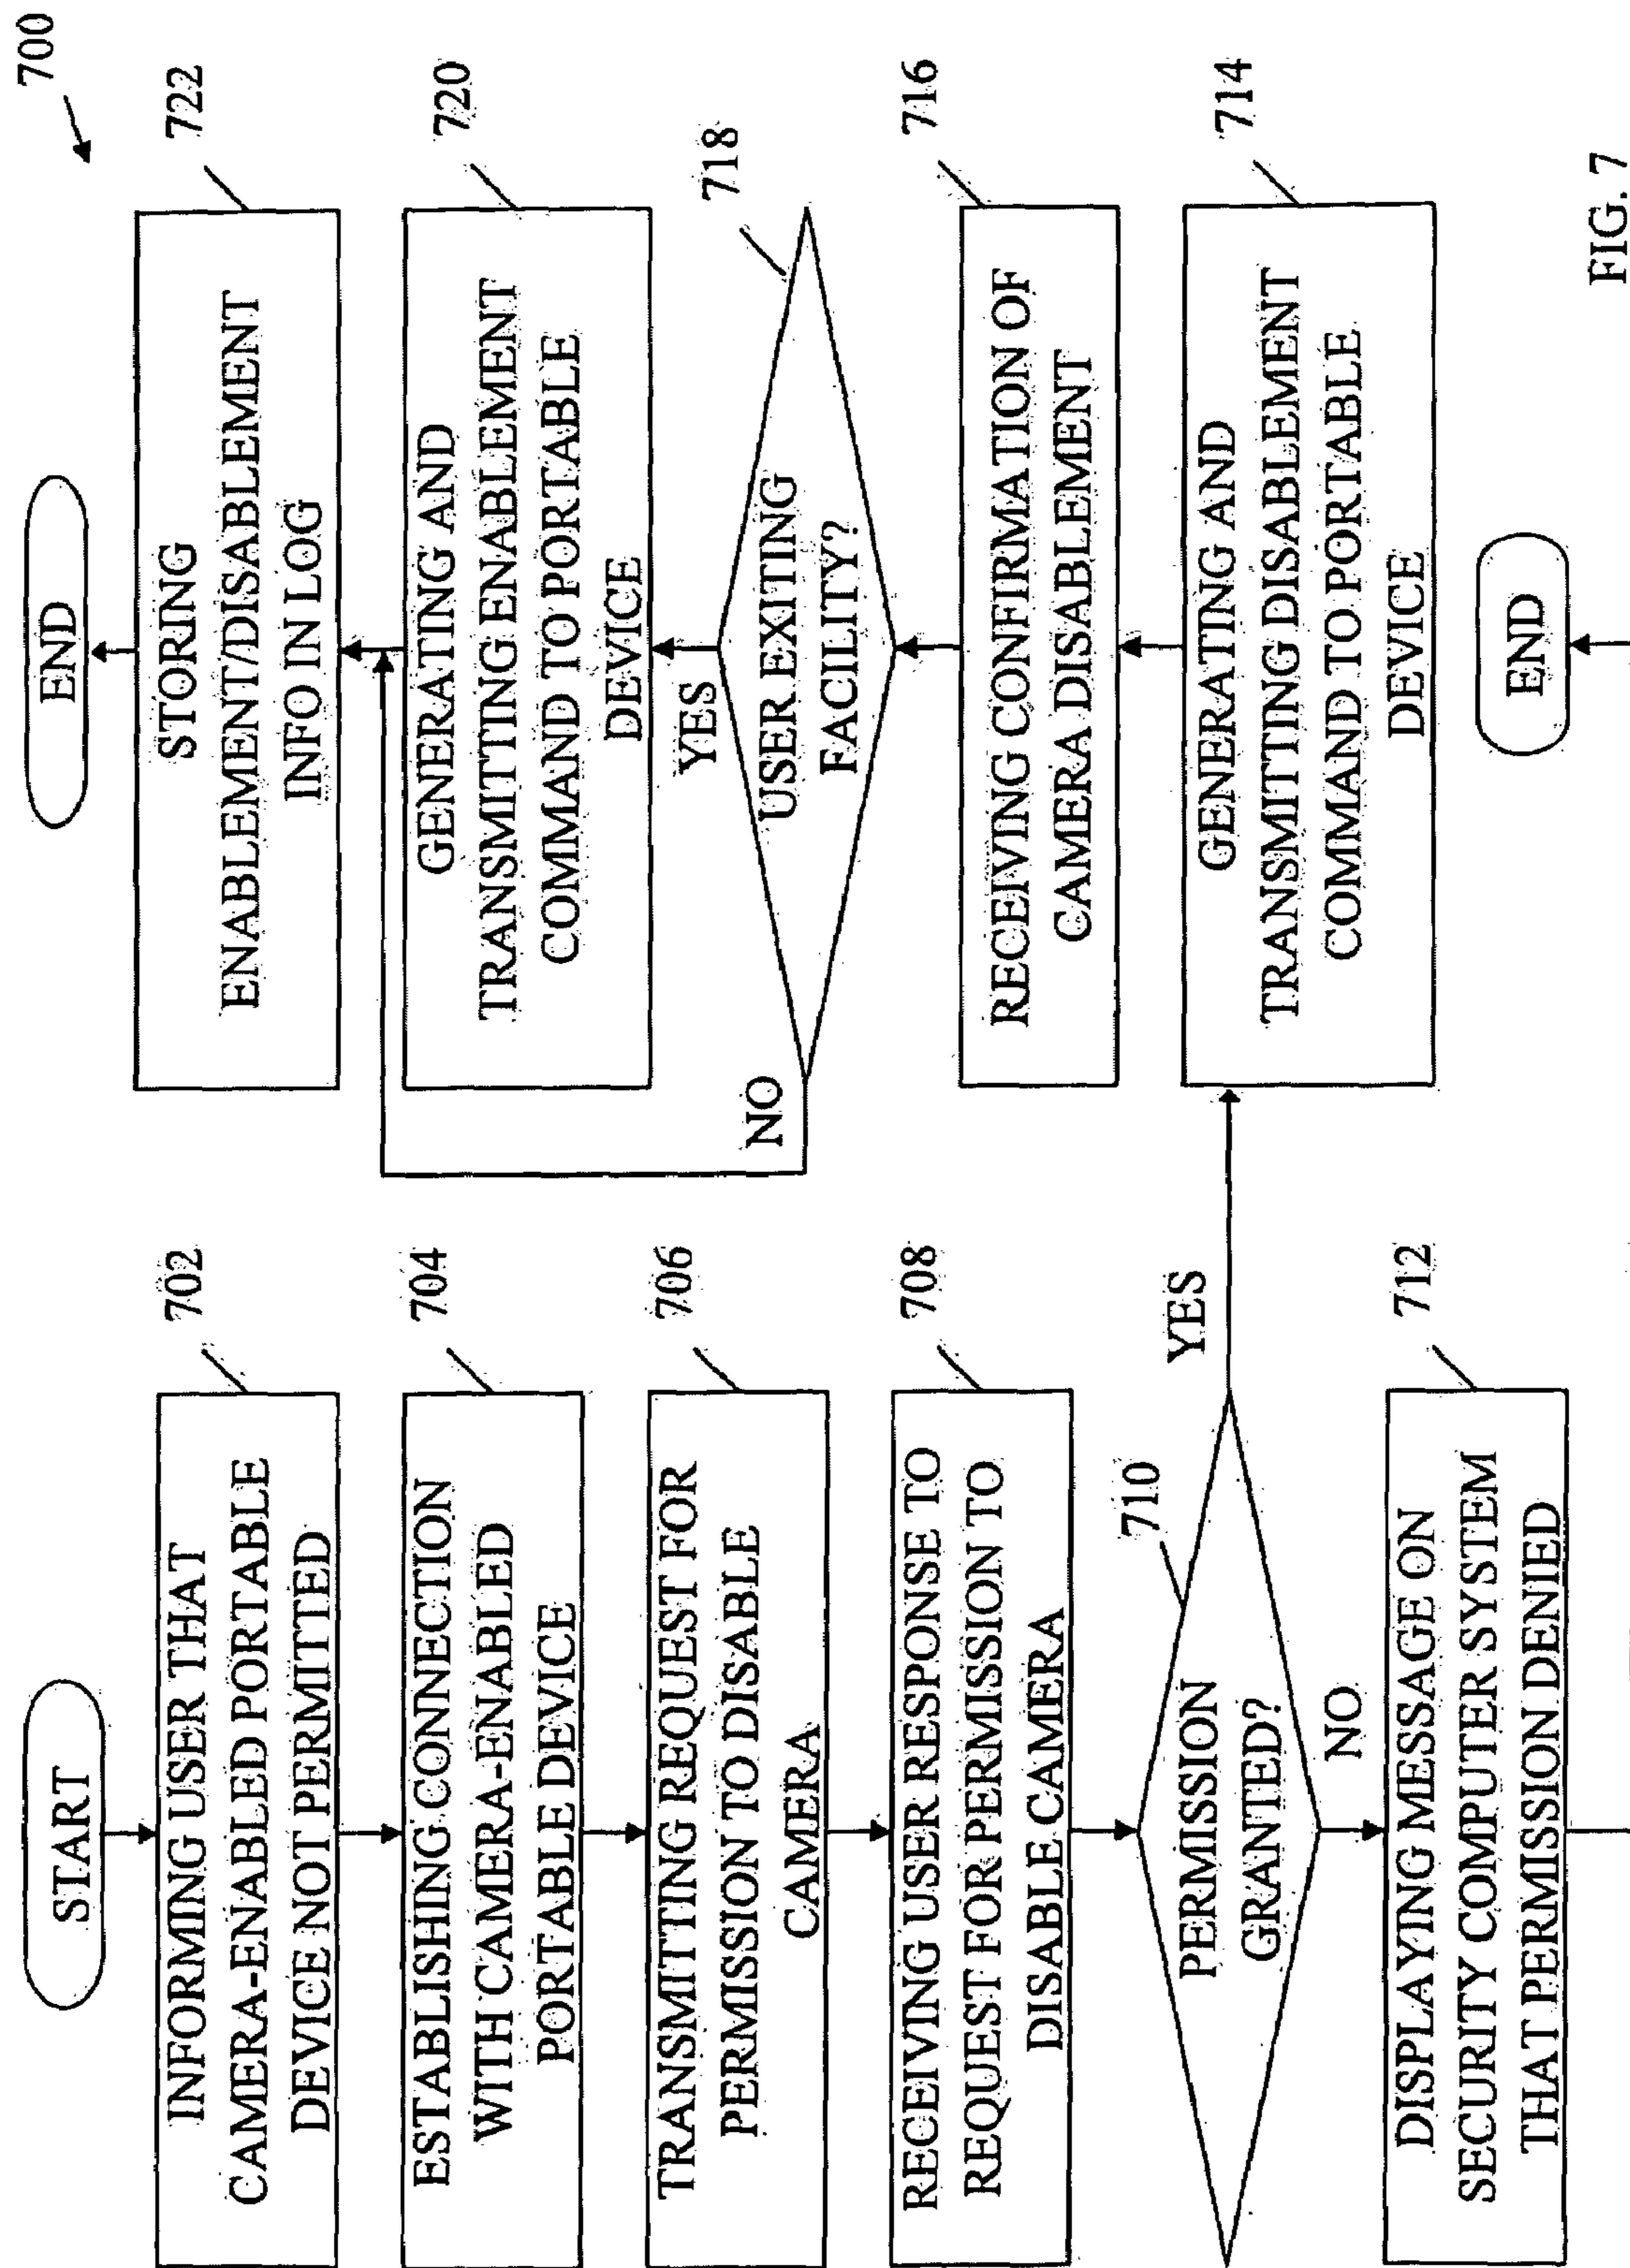 700
START
INFORMING USER THAT
CAMERA-ENABLED PORTABLE
DEVICE NOT PERMITTED
702
ESTABLISHING CONNECTION
WITH CAMERA-ENABLED
PORTABLE DEVICE
704
TRANSMITTING REQUEST FOR
PERMISSION TO DISABLE
CAMERA
706
RECEIVING USER RESPONSE TO
REQUEST FOR PERMISSION TO
DISABLE CAMERA
708
PERMISSION
GRANTED?
710
YES
NO
DISPLAYING MESSAGE ON
SECURITY COMPUTER SYSTEM
THAT PERMISSION DENIED
712
END
GENERATING AND
TRANSMITTING DISABLEMENT
COMMAND TO PORTABLE
DEVICE
714
RECEIVING CONFIRMATION OF
CAMERA DISABLEMENT
716
USER EXITING
FACILITY?
718
NO
YES
GENERATING AND
TRANSMITTING ENABLEMENT
COMMAND TO PORTABLE
DEVICE
720
STORING
ENABLEMENT/DISABLEMENT
INFO IN LOG
722
END
FIG. 7